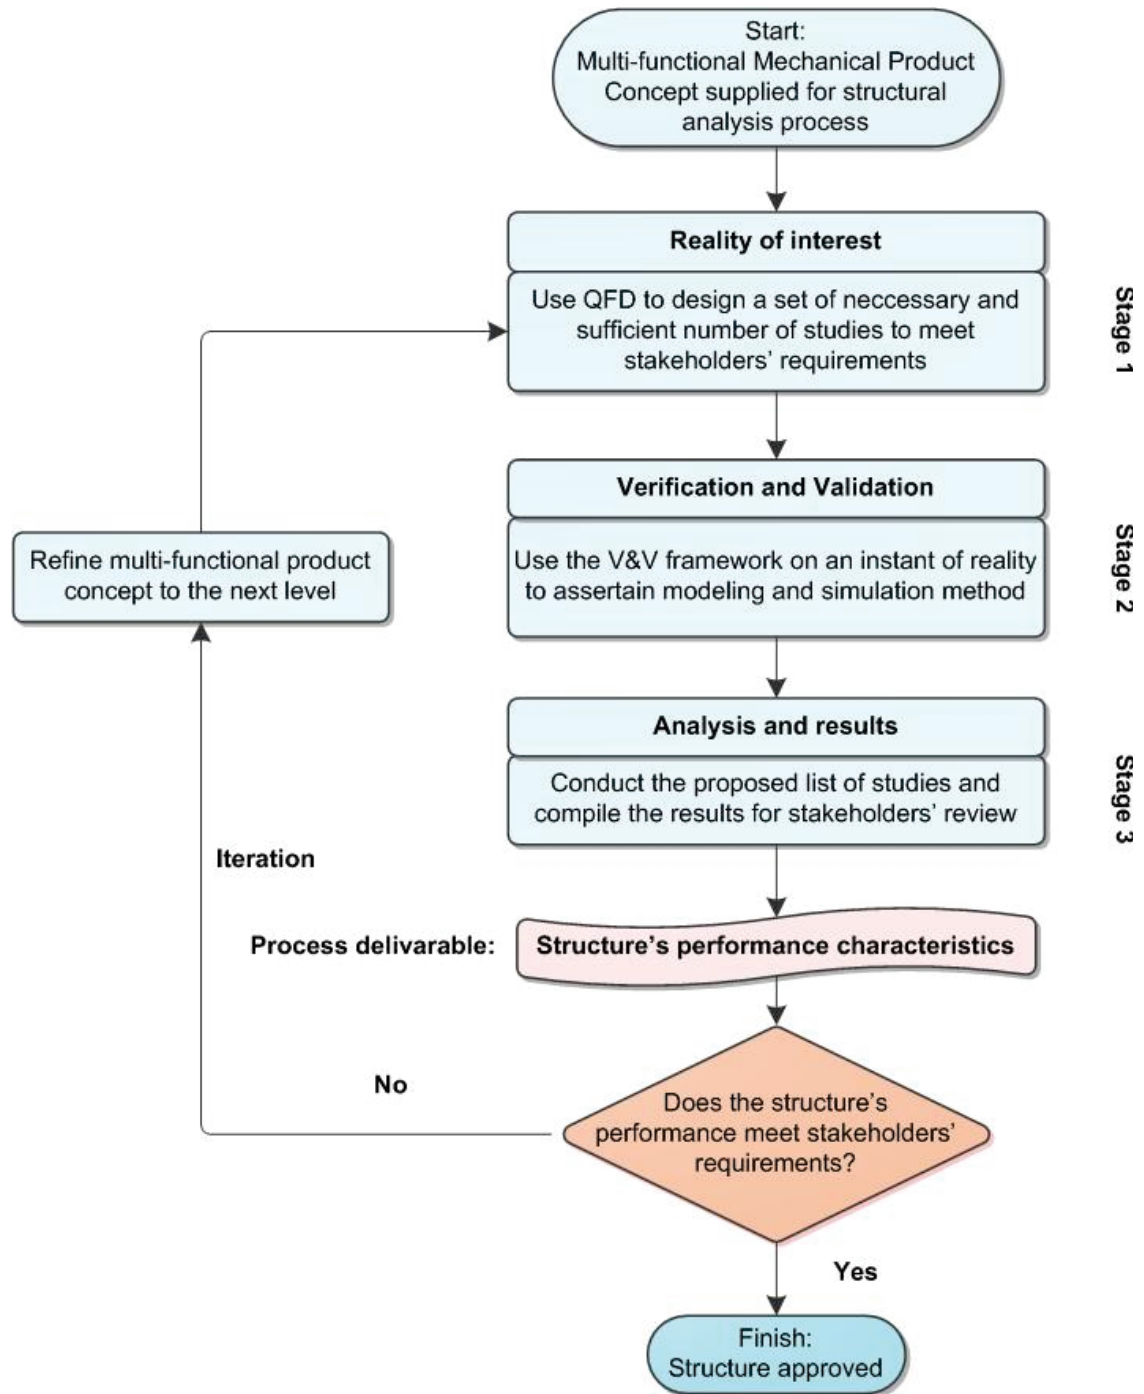 Start:
Multi-functional Mechanical Product
Concept supplied for structural
analysis process
Reality of interest
Use QFD to design a set of neccessary and
sufficient number of studies to meet
stakeholders’ requirements
Stage 1
Verification and Validation
Use the V&V framework on an instant of reality
to assertain modeling and simulation method
Stage 2
Refine multi-functional product
concept to the next level
Analysis and results
Conduct the proposed list of studies and
compile the results for stakeholders’ review
Stage 3
Iteration
Process delivarable:
Structure’s performance characteristics
No
Does the structure’s
performance meet stakeholders’
requirements?
Yes
Finish:
Structure approved